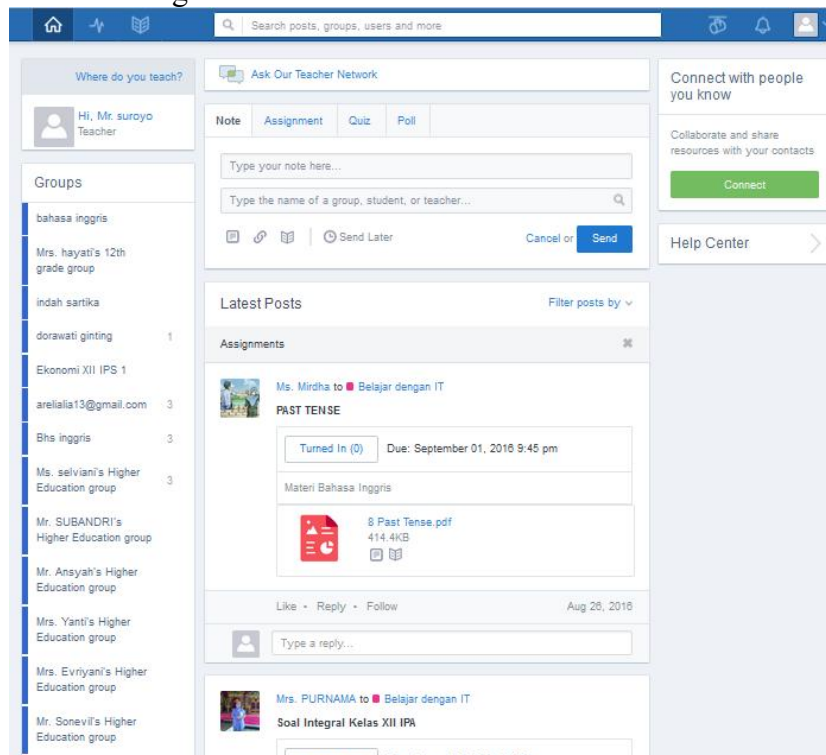 Search posts, groups, users and more
Where do you teach?
Hi, Mr. suroyo
Teacher
Groups
bahasa inggris
Mrs. hayati's 12th
grade group
indah sartika
dorawati ginting 1
Ekonomi XII IPS 1
arelialia13@gmail.com 3
Bhs inggris 3
Ms. selviani's Higher
Education group 3
Mr. SUBANDRI's
Higher Education group
Mr. Ansyah's Higher
Education group
Mrs. Yanti's Higher
Education group
Mrs. Evriyani's Higher
Education group
Mr. Sonevil's Higher
Education group
Ask Our Teacher Network
Note Assignment Quiz Poll
Type your note here...
Type the name of a group, student, or teacher...
Send Later Cancel or Send
Latest Posts Filter posts by
Assignments
Ms. Mirdha to Belajar dengan IT
PAST TENSE
Turned In (0) Due: September 01, 2016 9:45 pm
Materi Bahasa Inggris
8 Past Tense.pdf
414.4KB
Like • Reply • Follow Aug 26, 2016
Type a reply...
Mrs. PURNAMA to Belajar dengan IT
Soal Integral Kelas XII IPA
Connect with people
you know
Collaborate and share
resources with your contacts
Connect
Help Center